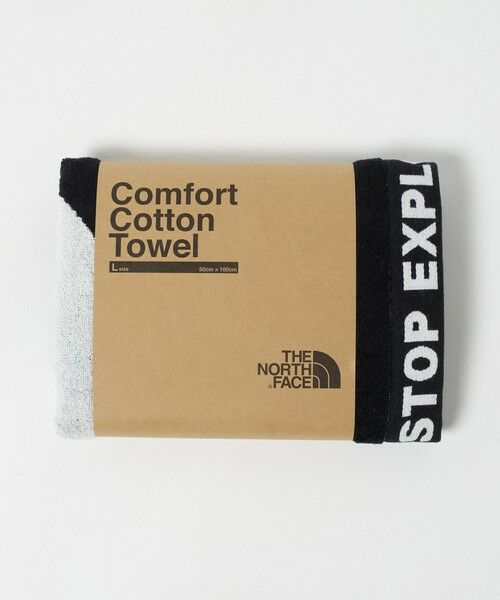 Comfort
Cotton
Towel
L size 50cm x 100cm
THE
NORTH
FACE
STOP EXPL